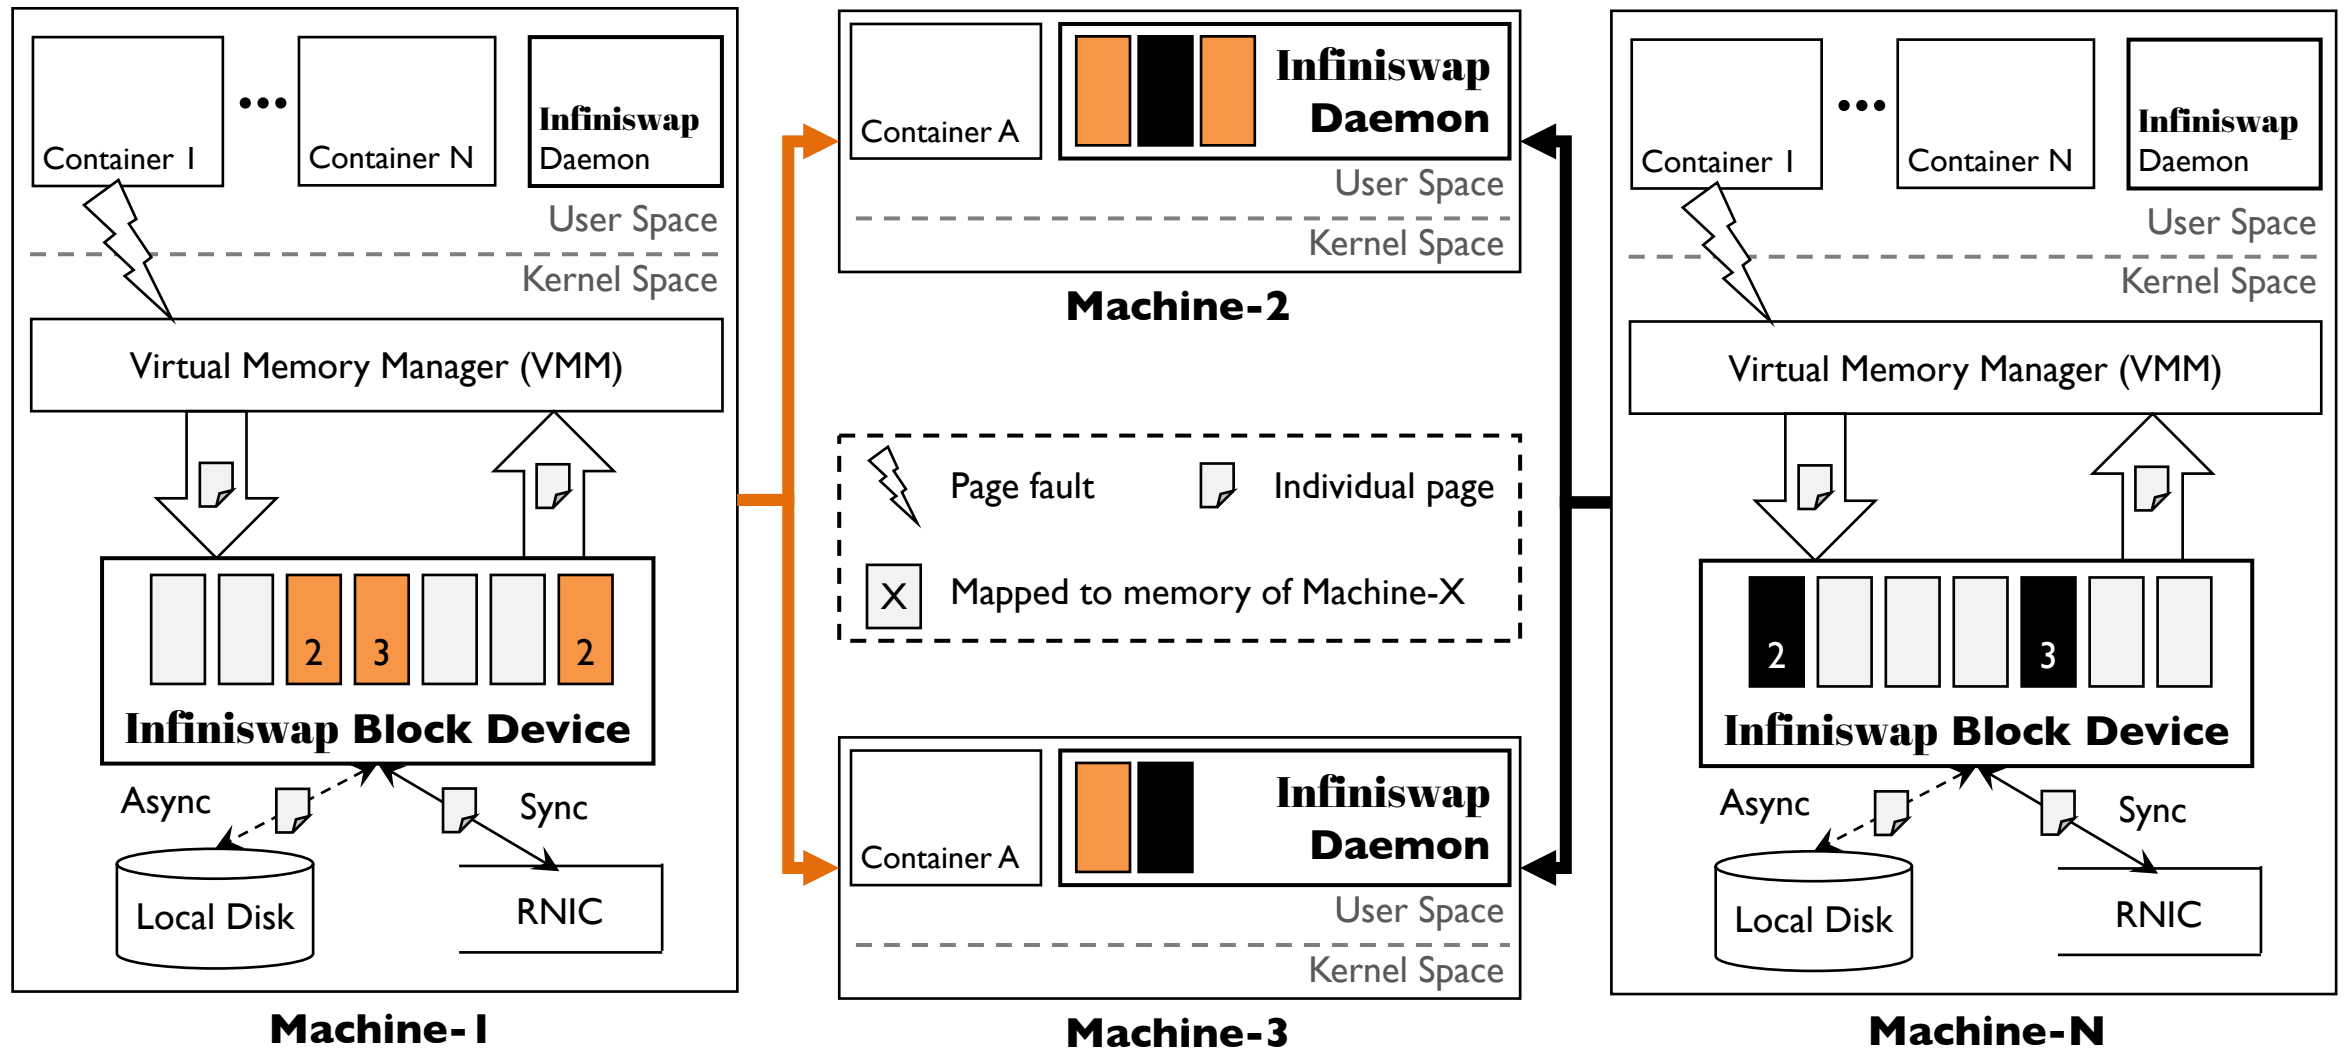 Container 1
•••
Container N
Infiniswap
Daemon
User Space
Kernel Space
Virtual Memory Manager (VMM)
2
3
2
Infiniswap Block Device
Async
Sync
Local Disk
RNIC
Machine-1
Container A
Infiniswap
Daemon
User Space
Kernel Space
Machine-2
Page fault
Individual page
X
Mapped to memory of Machine-X
Container A
Infiniswap
Daemon
User Space
Kernel Space
Machine-3
Container 1
•••
Container N
Infiniswap
Daemon
User Space
Kernel Space
Virtual Memory Manager (VMM)
2
3
Infiniswap Block Device
Async
Sync
Local Disk
RNIC
Machine-N